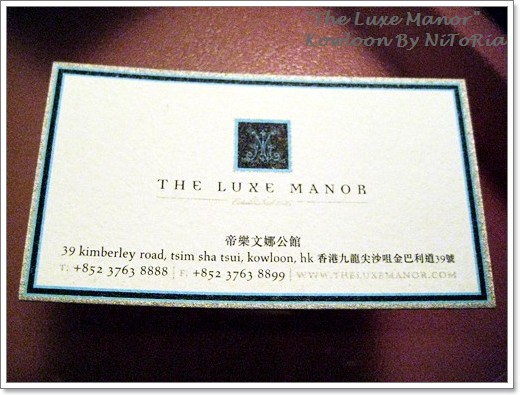 "The Luxe Manor"
Kowloon By NiToRia
THE LUXE MANOR
帝樂文娜公館
39 kimberley road, tsim sha tsui, kowloon, hk 香港九龍尖沙咀金巴利道39號
T: +852 3763 8888 | F: +852 3763 8899 | WWW.THELUXEMANOR.COM